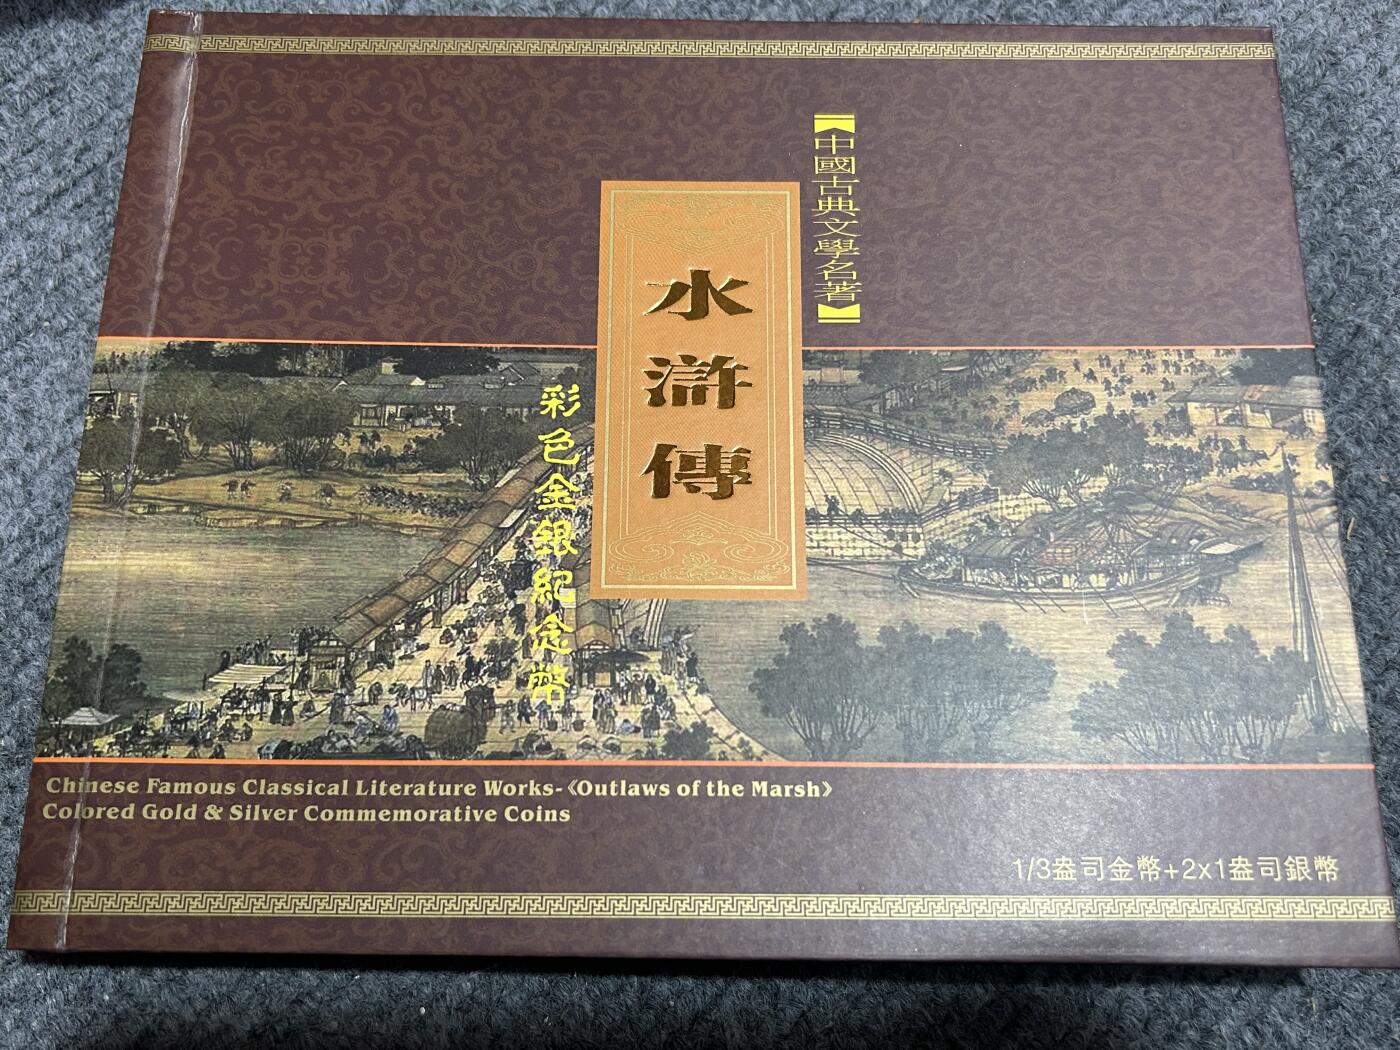 【中國古典文學名著】
水滸傳
彩色金銀紀念幣
Chinese Famous Classical Literature Works-《Outlaws of the Marsh》
Colored Gold & Silver Commemorative Coins
1/3盎司金幣+2x1盎司銀幣